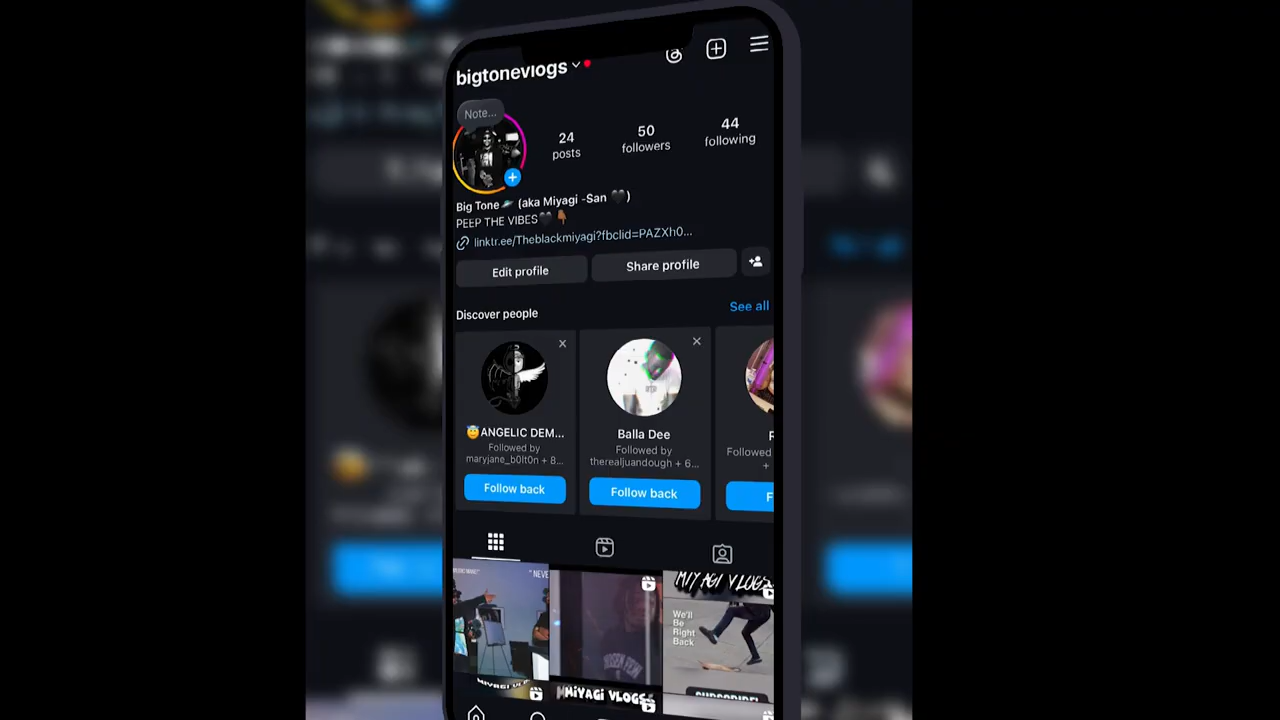 bigtonevlogs
Note...
24
posts
50
followers
44
following
Big Tone🪐 (aka Miyagi -San 🖤)
PEEP THE VIBES🖤👇🏾
linktr.ee/Theblackmiyagi?fbclid=PAZXh0...
Edit profile
Share profile
Discover people
See all
😇ANGELIC DEM...
Followed by
maryjane_b0lt0n + 8...
Follow back
Balla Dee
Followed by
therealjuandough + 6...
Follow back
R
Followed
+
F
" NEVE
MIYAGI VLOGS
We'll
Be
Right
Back
MIYAGI VLOGS
SUBSCRIBE!